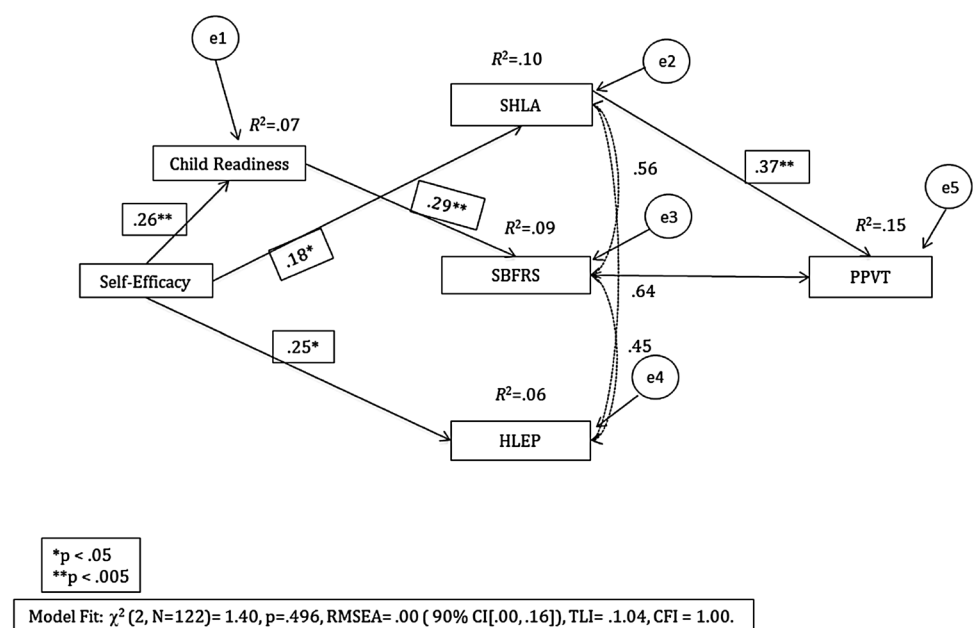 e1
R²=.10
e2
SHLA
R²=.07
Child Readiness
.56
.37**
e5
.26**
.29**
e3
R²=.09
R²=.15
.18*
Self-Efficacy
SBFRS
PPVT
.64
.25*
.45
e4
R²=.06
HLEP
*p < .05
**p < .005
Model Fit: χ² (2, N=122)= 1.40, p=.496, RMSEA= .00 ( 90% CI[.00, .16]), TLI= .1.04, CFI = 1.00.